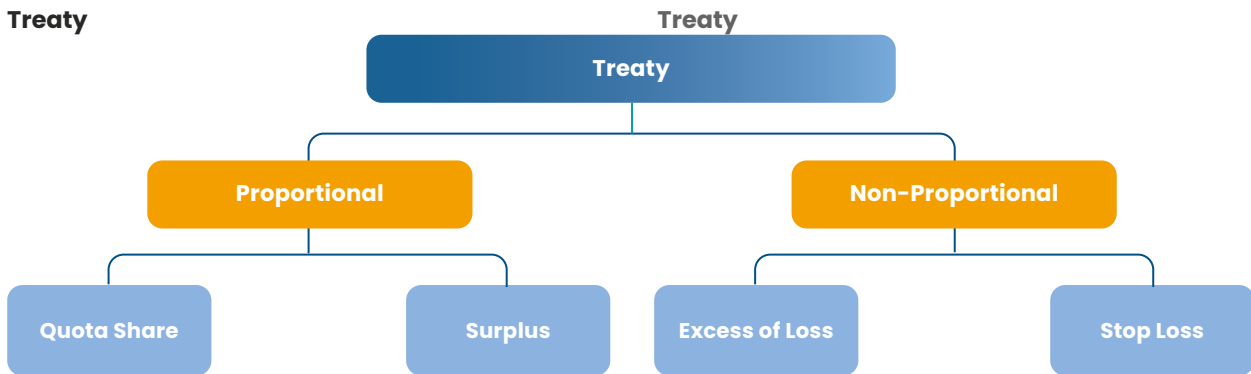 Treaty
Treaty
Treaty
Proportional
Non-Proportional
Quota Share
Surplus
Excess of Loss
Stop Loss